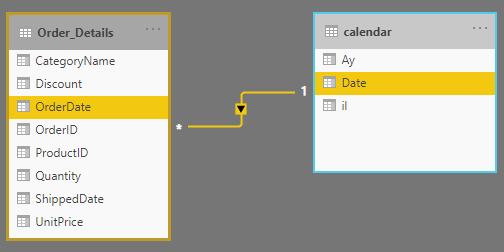 Order_Details
CategoryName
Discount
OrderDate
OrderID
ProductID
Quantity
ShippedDate
UnitPrice
*
1
calendar
Ay
Date
il